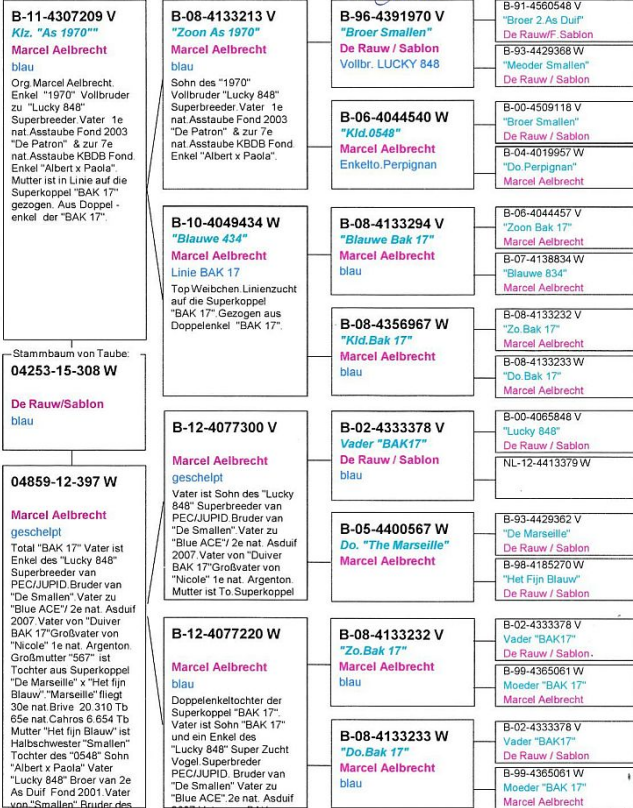 B-11-4307209 V
Klz. "As 1970""
Marcel Aelbrecht
blau
Org.Marcel Aelbrecht.
Enkel "1970" Vollbruder
zu "Lucky 848"
Superbreeder.Vater 1e
nat.Asstaube Fond 2003
"De Patron" & zur 7e
nat.Asstaube KBDB Fond.
Enkel "Albert x Paola".
Mutter ist in Linie auf die
Superkoppel "BAK 17"
gezogen. Aus Doppel -
enkel der "BAK 17".
Stammbaum von Taube:
04253-15-308 W
De Rauw/Sablon
blau
04859-12-397 W
Marcel Aelbrecht
geschelpt
Total "BAK 17" Vater ist
Enkel des "Lucky 848"
Superbreeder van
PEC/JUPID.Bruder van
"De Smallen".Vater zu
"Blue ACE"/ 2e nat. Asduif
2007.Vater von "Duiver
BAK 17"Großvater von
"Nicole" 1e nat. Argenton.
Großmutter "567" ist
Tochter aus Superkoppel
"De Marseille" x "Het fijn
Blauw"."Marseille" fliegt
30e nat.Brive 20.310 Tb
65e nat.Cahros 6.654 Tb
Mutter "Het fijn Blauw" ist
Halbschwester "Smallen"
Tochter des "0548" Sohn
"Albert x Paola" Vater
"Lucky 848" Broer van 2e
As Duif Fond 2001.Vater
von "Smallen" Bruder des
B-08-4133213 V
"Zoon As 1970"
Marcel Aelbrecht
blau
Sohn des "1970"
Vollbruder "Lucky 848"
Superbreeder.Vater 1e
nat.Asstaube Fond 2003
"De Patron" & zur 7e
nat.Asstaube KBDB Fond.
Enkel "Albert x Paola".
B-10-4049434 W
"Blauwe 434"
Marcel Aelbrecht
Linie BAK 17
Top Weibchen.Linienzucht
auf die Superkoppel
"BAK 17".Gezogen aus
Doppelenkel "BAK 17".
B-12-4077300 V
Marcel Aelbrecht
geschelpt
Vater ist Sohn des "Lucky
848" Superbreeder van
PEC/JUPID.Bruder van
"De Smallen".Vater zu
"Blue ACE"/ 2e nat. Asduif
2007.Vater von "Duiver
BAK 17"Großvater von
"Nicole" 1e nat. Argenton.
Mutter ist To.Superkoppel
B-12-4077220 W
Marcel Aelbrecht
blau
Doppelenkeltochter der
Superkoppel "BAK 17".
Vater ist Sohn "BAK 17"
und ein Enkel des
"Lucky 848" Super Zucht
Vogel.Superbreder
PEC/JUPID. Bruder van
"De Smallen" Vater zu
"Blue ACE".2e nat. Asduif
B-96-4391970 V
"Broer Smallen"
De Rauw / Sablon
Vollbr. LUCKY 848
B-06-4044540 W
"Kld.0548"
Marcel Aelbrecht
Enkelto.Perpignan
B-08-4133294 V
"Blauwe Bak 17"
Marcel Aelbrecht
blau
B-08-4356967 W
"Kld.Bak 17"
Marcel Aelbrecht
blau
B-02-4333378 V
Vader "BAK17"
De Rauw / Sablon
blau
B-05-4400567 W
Do. "The Marseille"
Marcel Aelbrecht
B-08-4133232 V
"Zo.Bak 17"
Marcel Aelbrecht
blau
B-08-4133233 W
"Do.Bak 17"
Marcel Aelbrecht
blau
B-91-4560548 V
"Broer 2.As Duif"
De Rauw/F.Sablon
B-93-4429368 W
"Meoder Smallen"
De Rauw / Sablon
B-00-4509118 V
"Broer Smallen"
De Rauw / Sablon
B-04-4019957 W
"Do.Perpignan"
Marcel Aelbrecht
B-06-4044457 V
"Zoon Bak 17"
Marcel Aelbrecht
B-07-4138834 W
"Blauwe 834"
Marcel Aelbrecht
B-08-4133232 V
"Zo.Bak 17"
Marcel Aelbrecht
B-08-4133233 W
"Do.Bak 17"
Marcel Aelbrecht
B-00-4065848 V
"Lucky 848"
De Rauw / Sablon
NL-12-4413379 W
B-93-4429362 W
"De Marseille"
De Rauw / Sablon
B-98-4185270 W
"Het Fijn Blauw"
De Rauw / Sablon
B-02-4333378 V
Vader "BAK17"
De Rauw / Sablon
B-99-4365061 W
Moeder "BAK 17"
Marcel Aelbrecht
B-02-4333378 V
Vader "BAK17"
De Rauw / Sablon
B-99-4365061 W
Moeder "BAK 17"
Marcel Aelbrecht